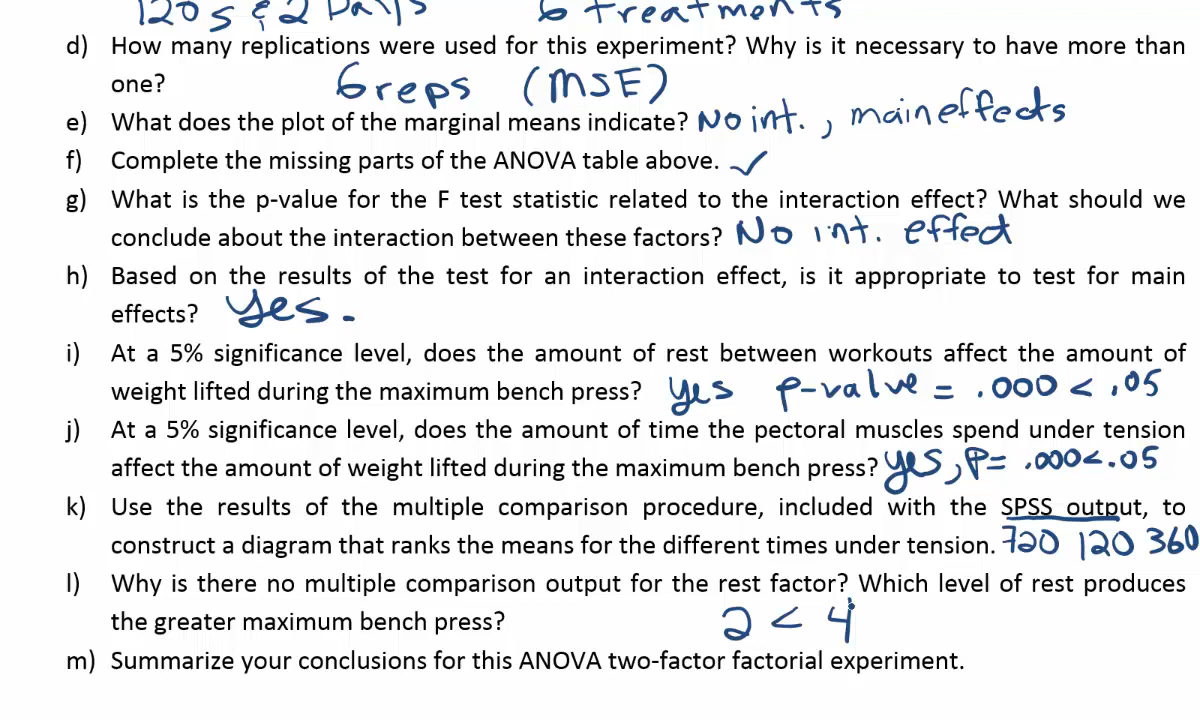 120s & 2 Days 6 treatments
d) How many replications were used for this experiment? Why is it necessary to have more than
one? 6reps (MSE)
e) What does the plot of the marginal means indicate? No int., main effects
f) Complete the missing parts of the ANOVA table above. ✓
g) What is the p-value for the F test statistic related to the interaction effect? What should we
conclude about the interaction between these factors? No int. effect
h) Based on the results of the test for an interaction effect, is it appropriate to test for main
effects? Yes.
i) At a 5% significance level, does the amount of rest between workouts affect the amount of
weight lifted during the maximum bench press? yes p-value = .000 < .05
j) At a 5% significance level, does the amount of time the pectoral muscles spend under tension
affect the amount of weight lifted during the maximum bench press? yes, P= .000<.05
k) Use the results of the multiple comparison procedure, included with the SPSS output, to
construct a diagram that ranks the means for the different times under tension. 720 120 360
l) Why is there no multiple comparison output for the rest factor? Which level of rest produces
the greater maximum bench press? 2 < 4
m) Summarize your conclusions for this ANOVA two-factor factorial experiment.